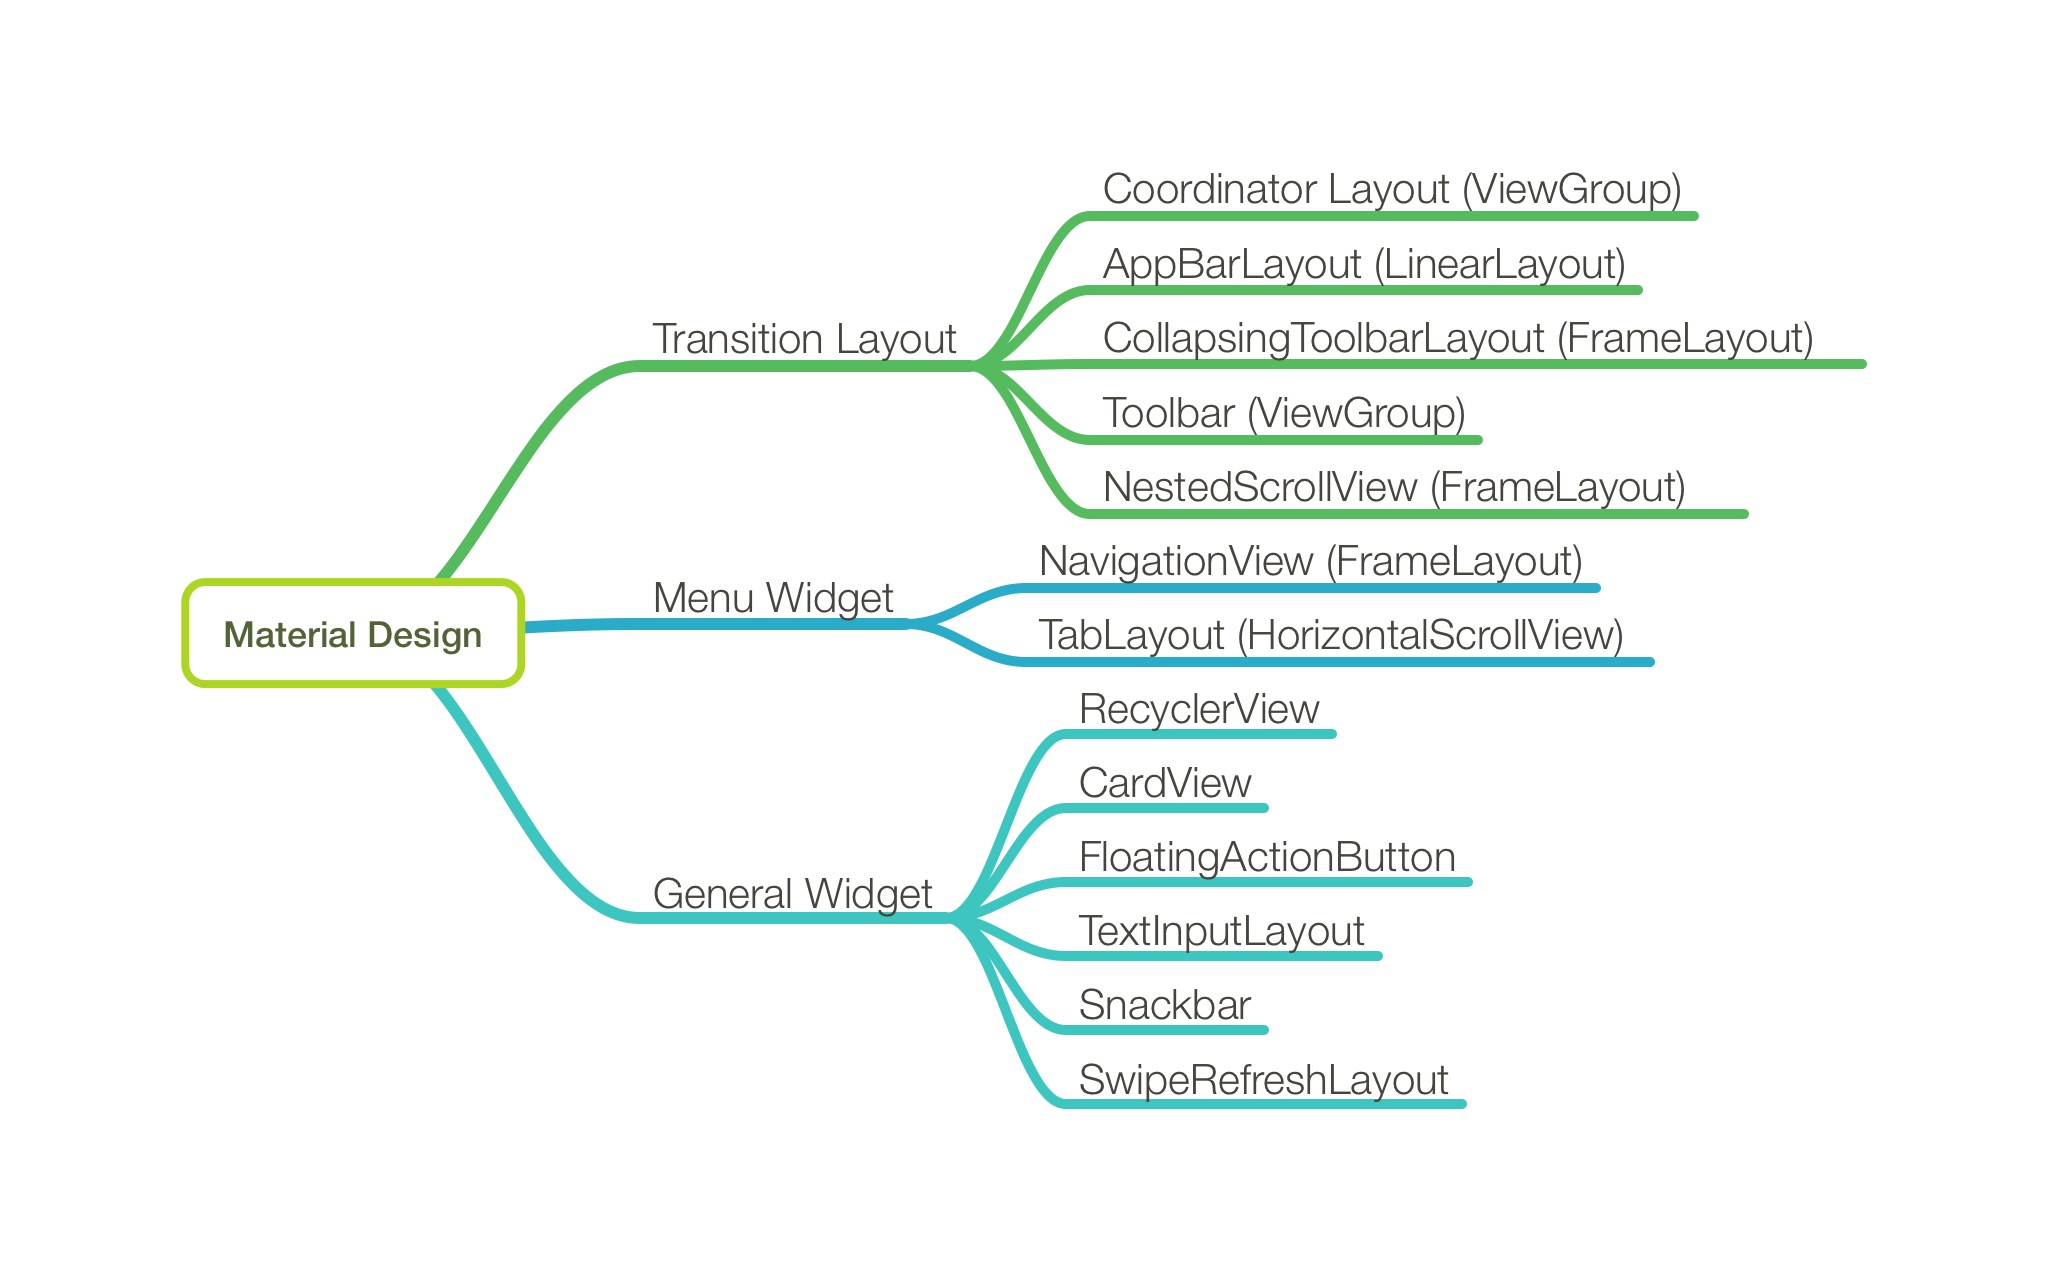 Material Design
Transition Layout
Coordinator Layout (ViewGroup)
AppBarLayout (LinearLayout)
CollapsingToolbarLayout (FrameLayout)
Toolbar (ViewGroup)
NestedScrollView (FrameLayout)
Menu Widget
NavigationView (FrameLayout)
TabLayout (HorizontalScrollView)
General Widget
RecyclerView
CardView
FloatingActionButton
TextInputLayout
Snackbar
SwipeRefreshLayout